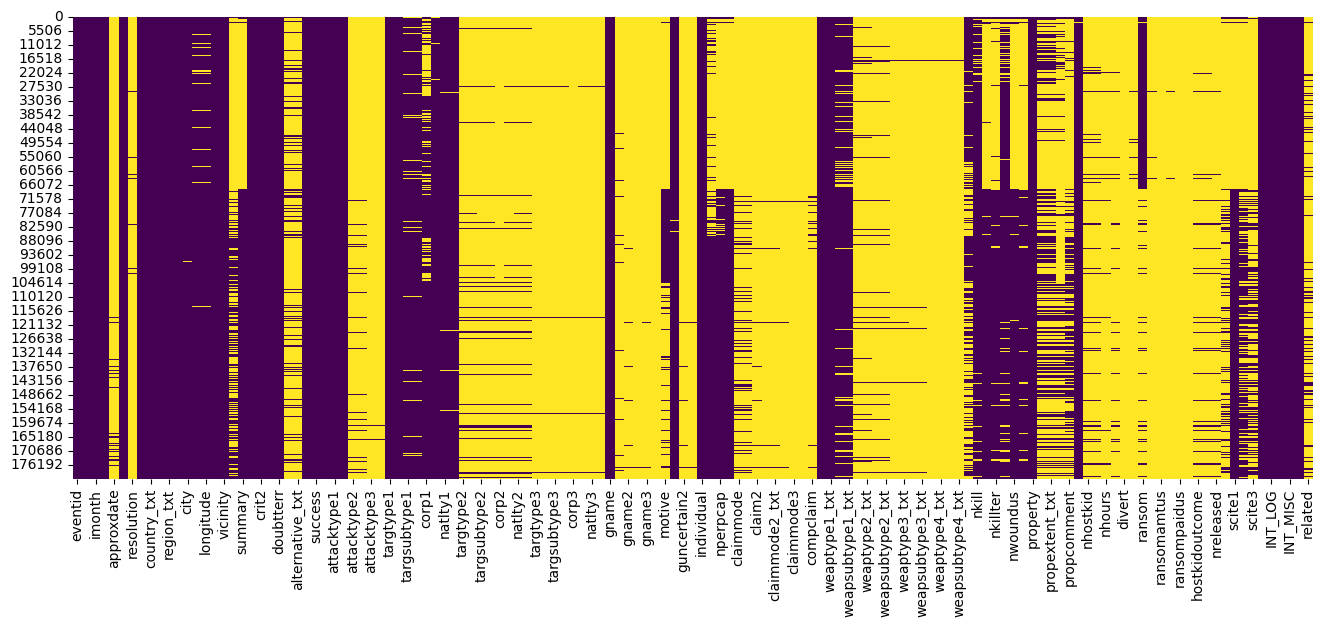 0
5506
11012
16518
22024
27530
33036
38542
44048
49554
55060
60566
66072
71578
77084
82590
88096
93602
99108
104614
110120
115626
121132
126638
132144
137650
143156
148662
154168
159674
165180
170686
176192
eventid
imonth
approxdate
resolution
country_txt
region_txt
city
longitude
vicinity
summary
crit2
doubtterr
alternative_txt
success
attacktype1
attacktype2
attacktype3
targtype1
targsubtype1
corp1
natlty1
targtype2
targsubtype2
corp2
natlty2
targtype3
targsubtype3
corp3
natlty3
gname
gname2
gname3
motive
guncertain2
individual
nperpcap
claimmode
claim2
claimmode2_txt
claimmode3
compclaim
weaptype1_txt
weapsubtype1_txt
weaptype2_txt
weapsubtype2_txt
weaptype3_txt
weapsubtype3_txt
weaptype4_txt
weapsubtype4_txt
nkill
nkillter
nwoundus
property
propextent_txt
propcomment
nhostkid
nhours
divert
ransom
ransomamtus
ransompaidus
hostkidoutcome
nreleased
scite1
scite3
INT_LOG
INT_MISC
related